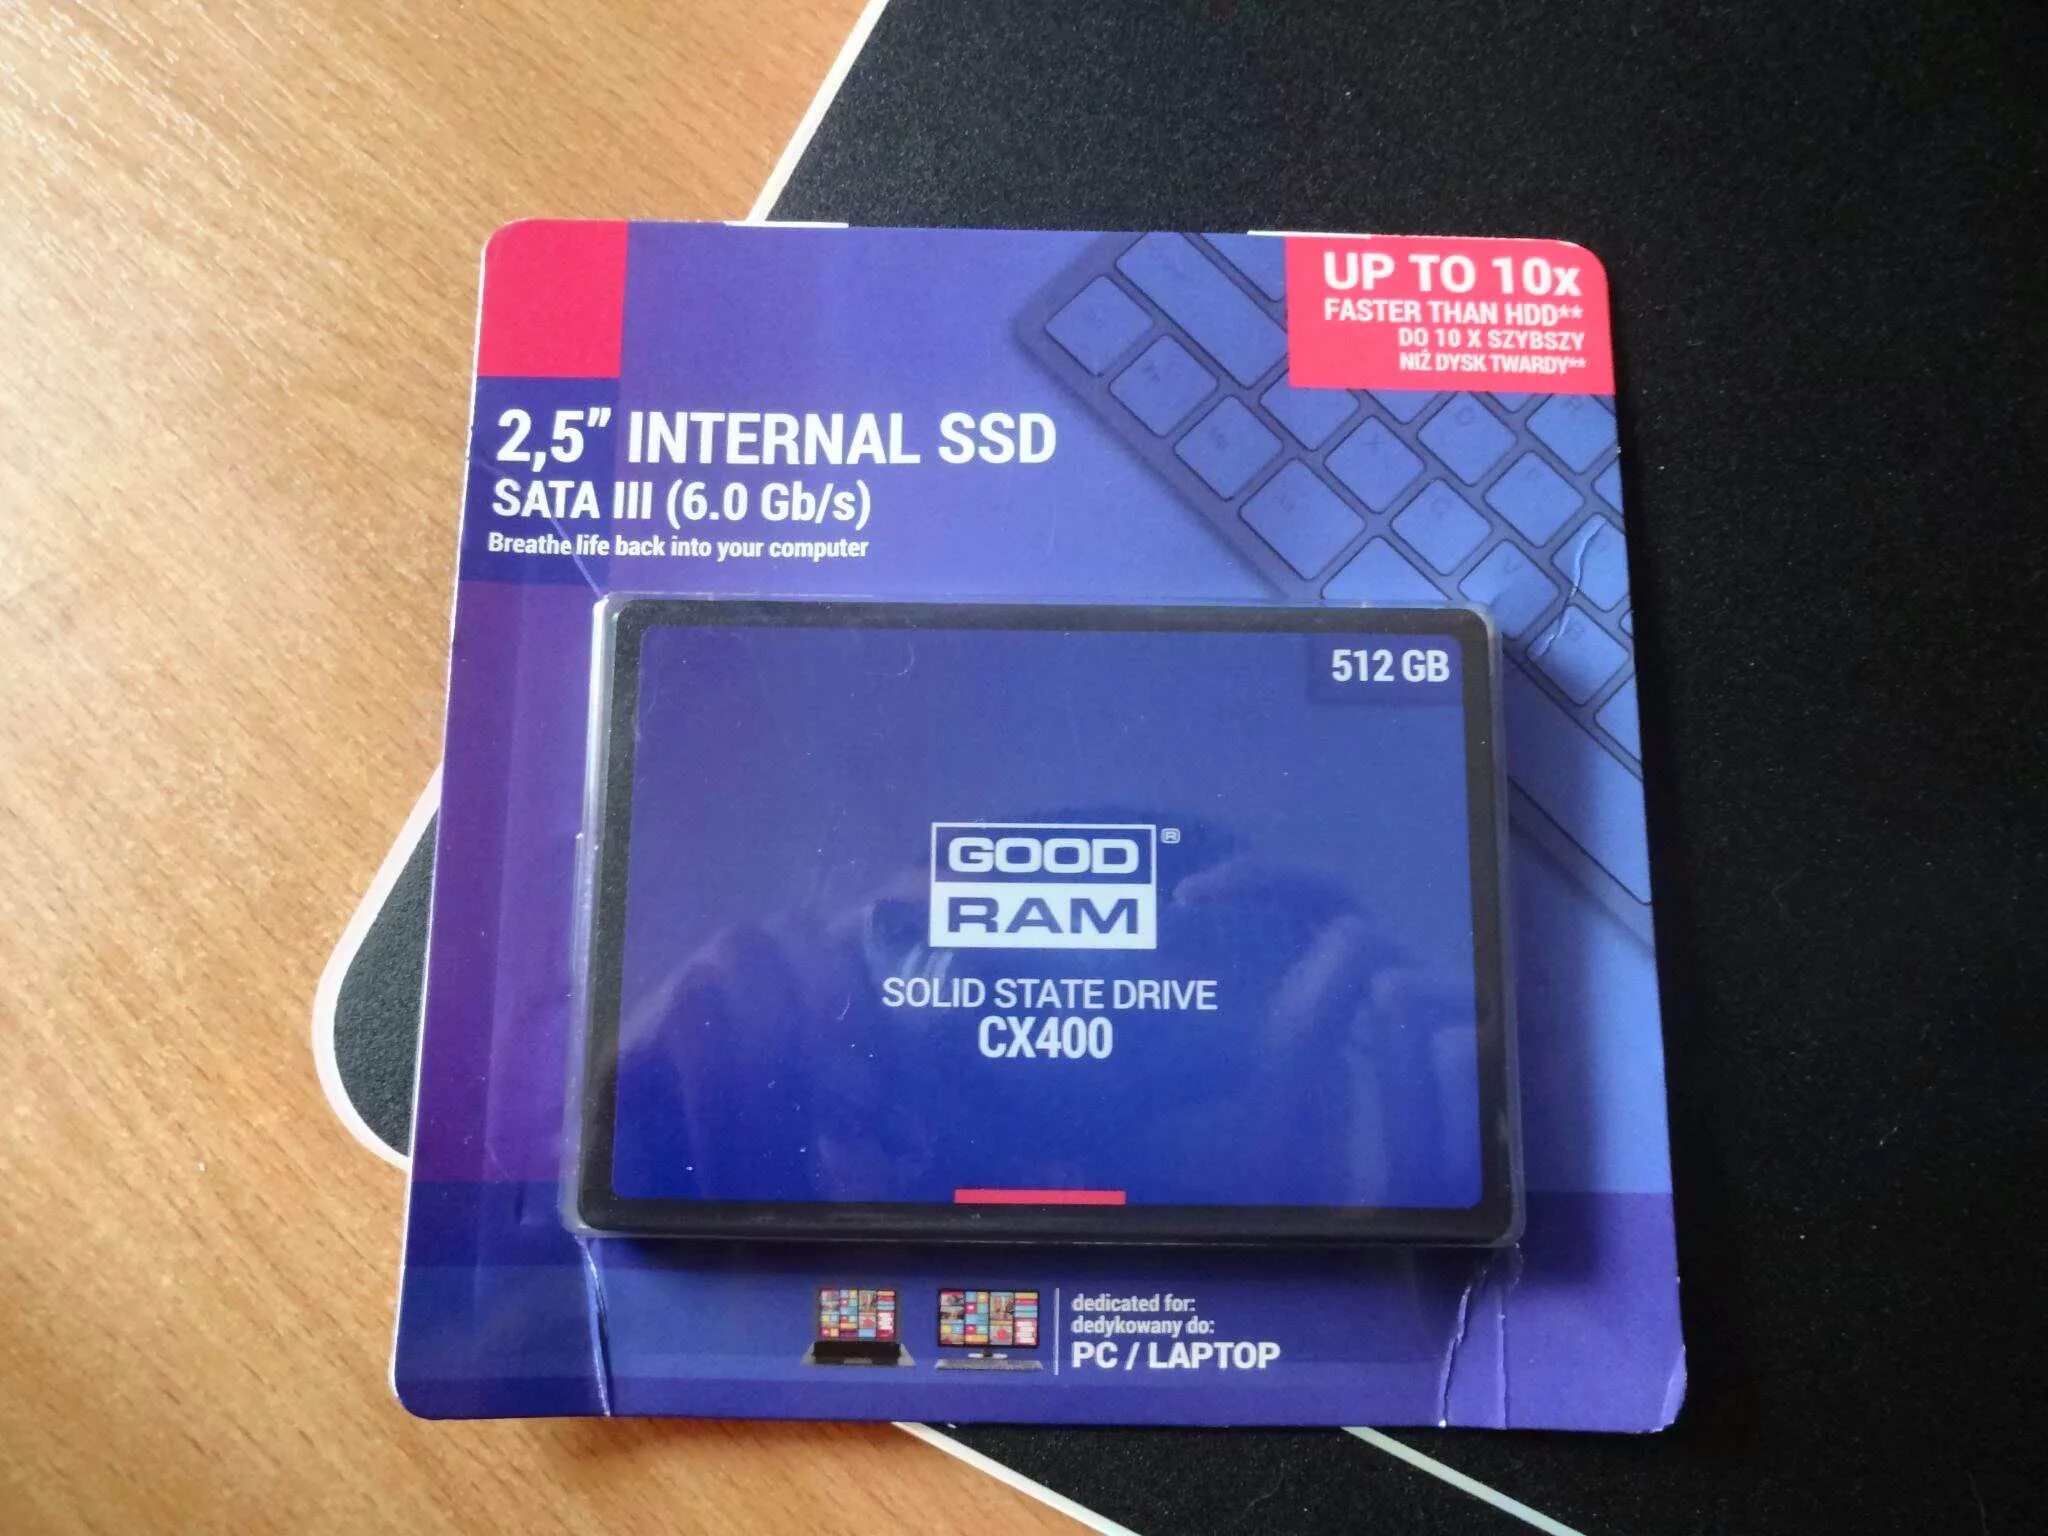 UP TO 10x
FASTER THAN HDD**
DO 10 X SZYBSZY
NIŻ DYSK TWARDY**
2,5” INTERNAL SSD
SATA III (6.0 Gb/s)
Breathe life back into your computer
512 GB
GOOD
RAM
®
SOLID STATE DRIVE
CX400
dedicated for:
dedykowany do:
PC / LAPTOP